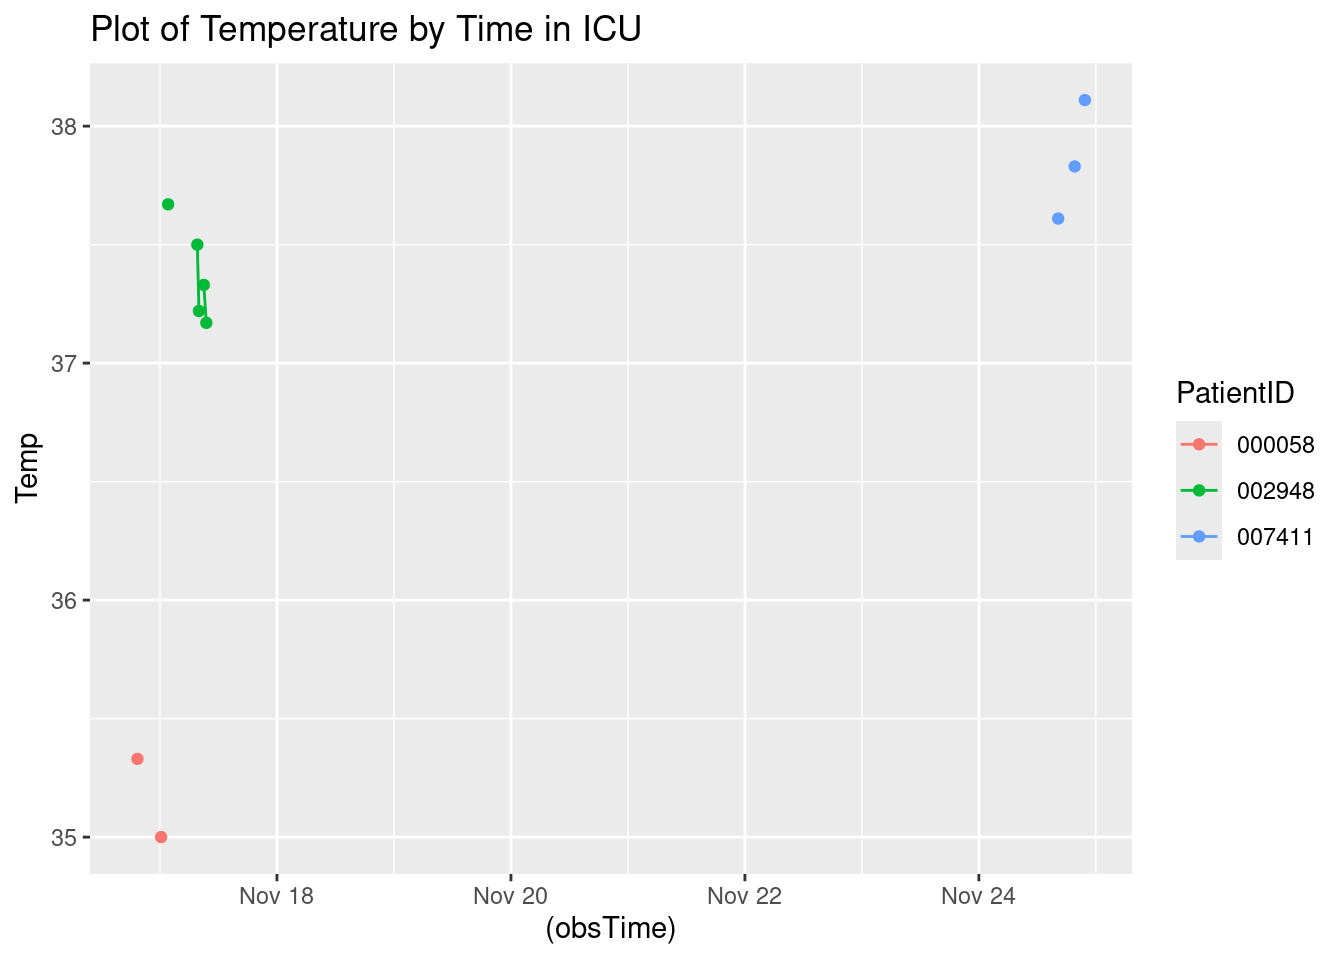 Plot of Temperature by Time in ICU
38
37
36
35
Temp
Nov 18
Nov 20
Nov 22
Nov 24
(obsTime)
PatientID
000058
002948
007411